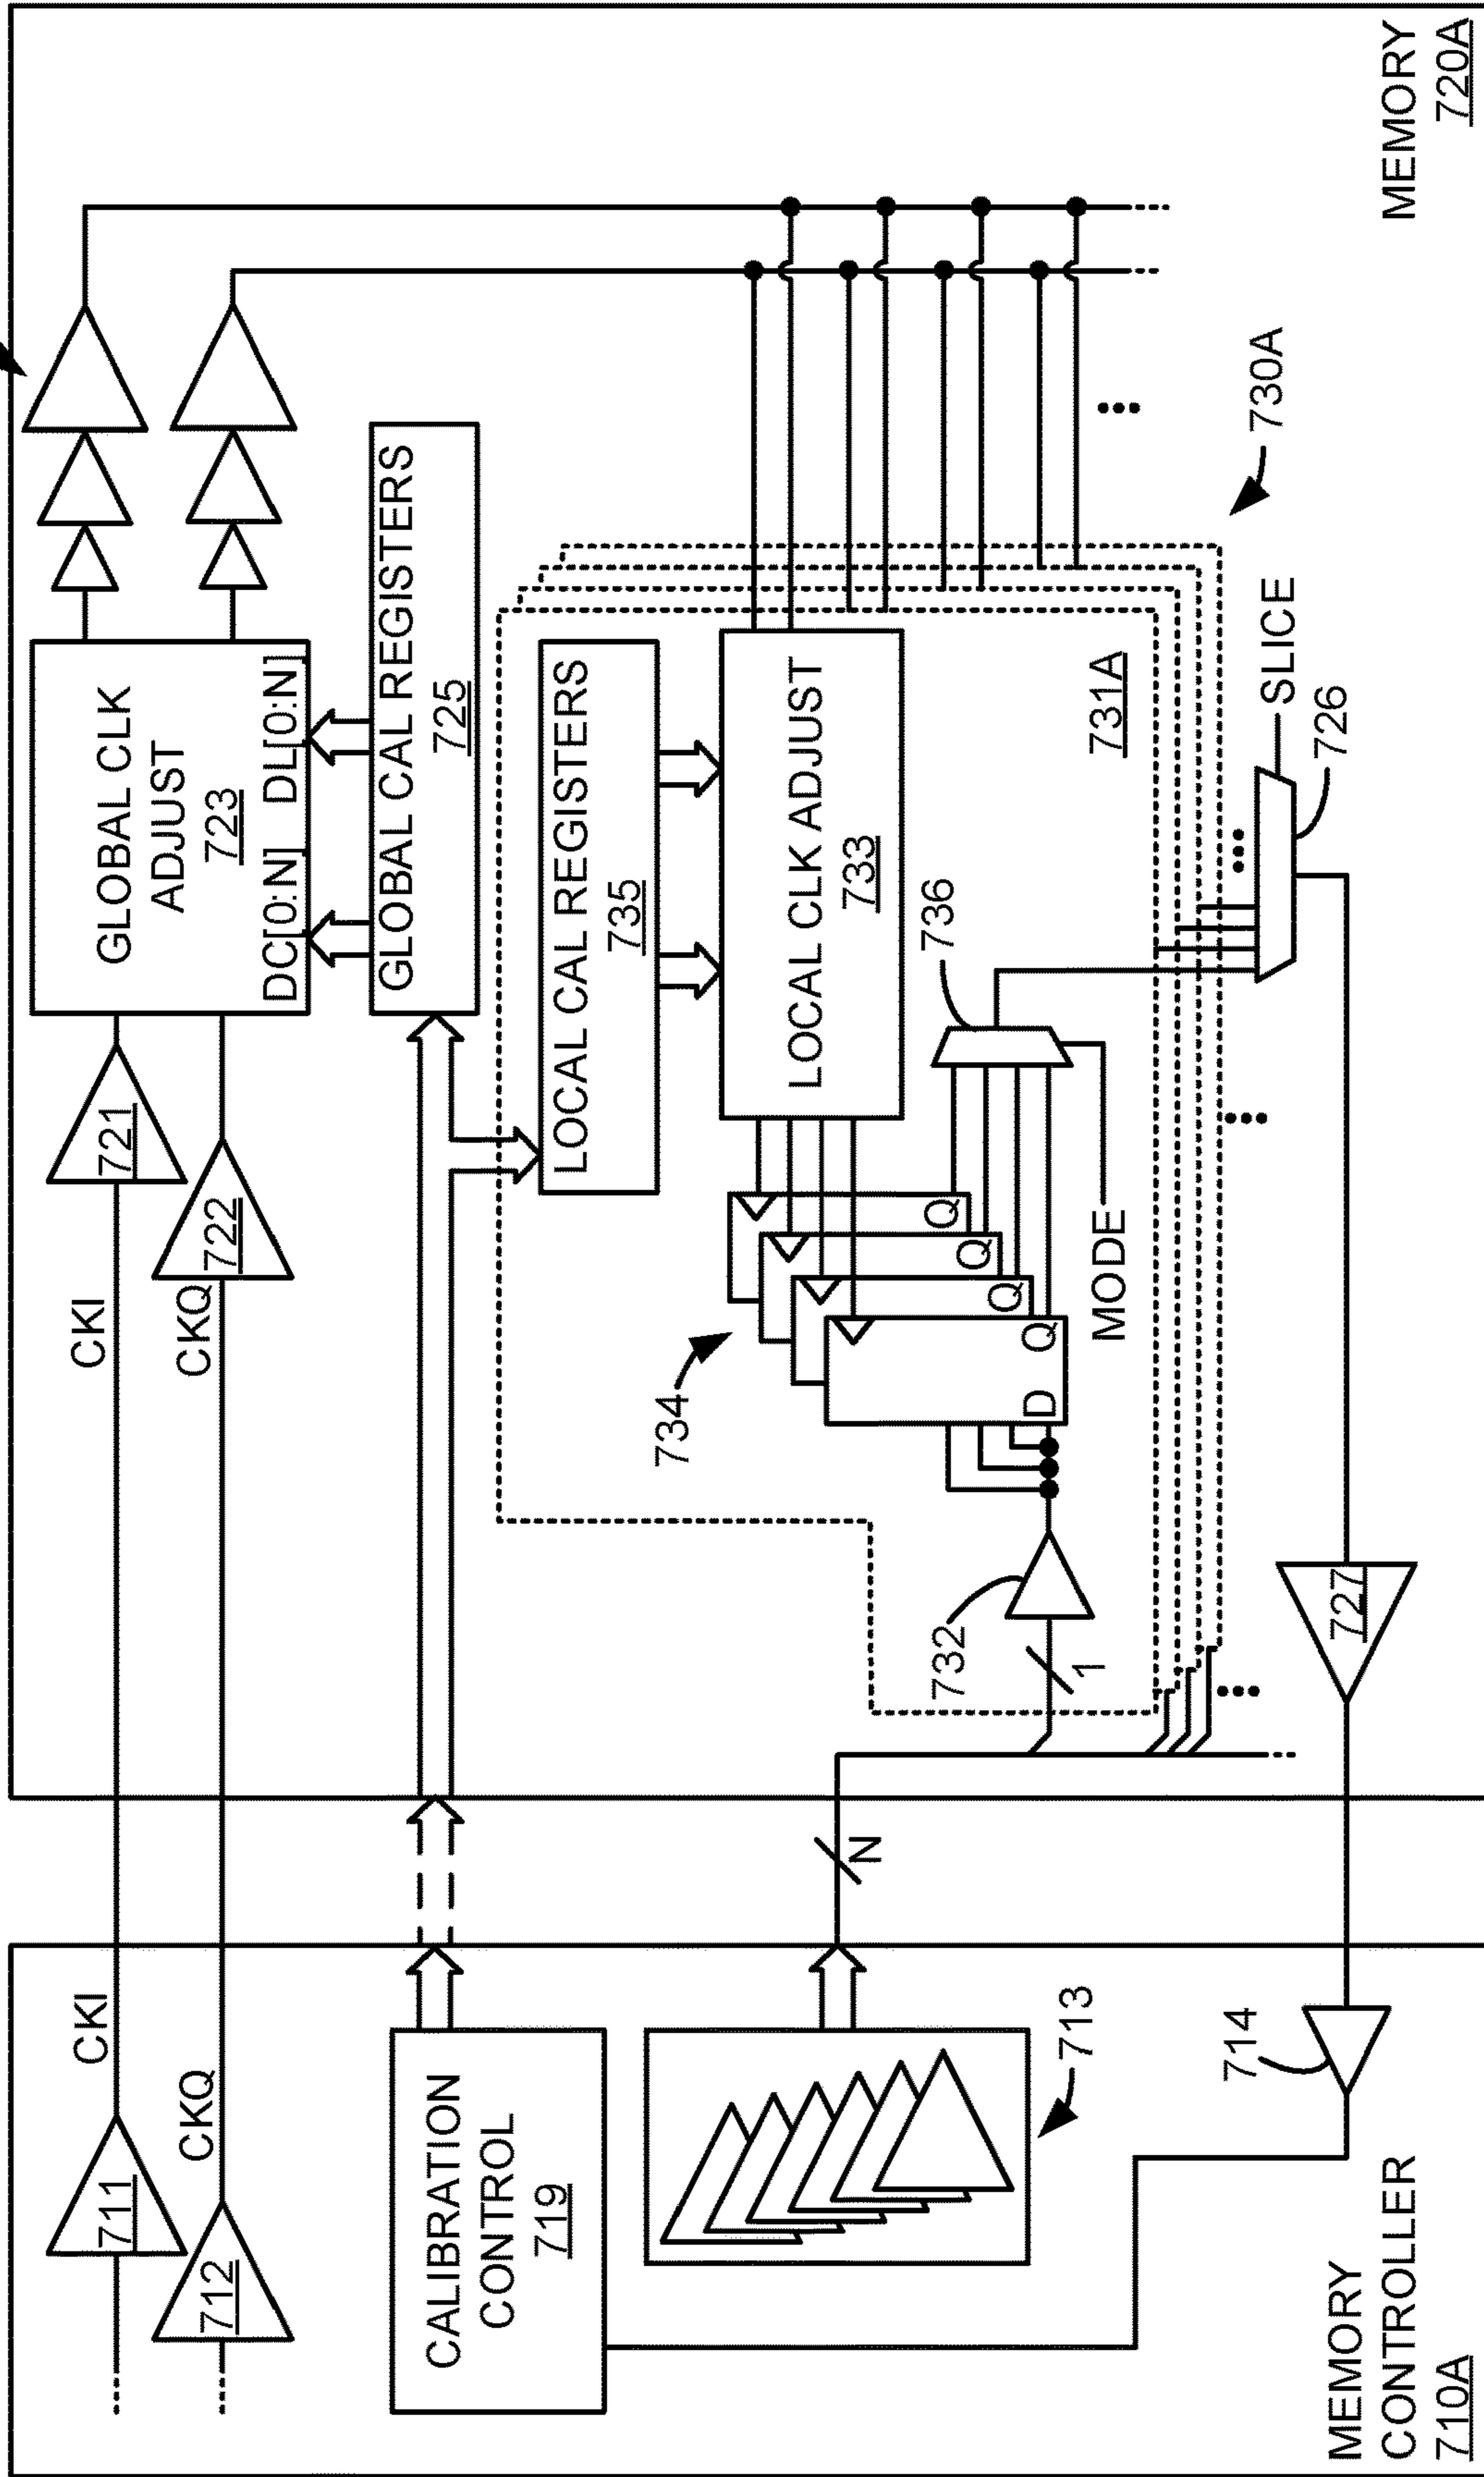 CKI
711
CKQ
712
CALIBRATION
CONTROL
719
713
714
MEMORY
CONTROLLER
710A
N
CKI
721
CKQ
722
GLOBAL CLK
ADJUST
723
DC[0:N] DL[0:N]
GLOBAL CAL REGISTERS
725
LOCAL CAL REGISTERS
735
LOCAL CLK ADJUST
733
734
Q
Q
Q
D Q
736
MODE
732
1
731A
730A
SLICE
726
727
MEMORY
720A